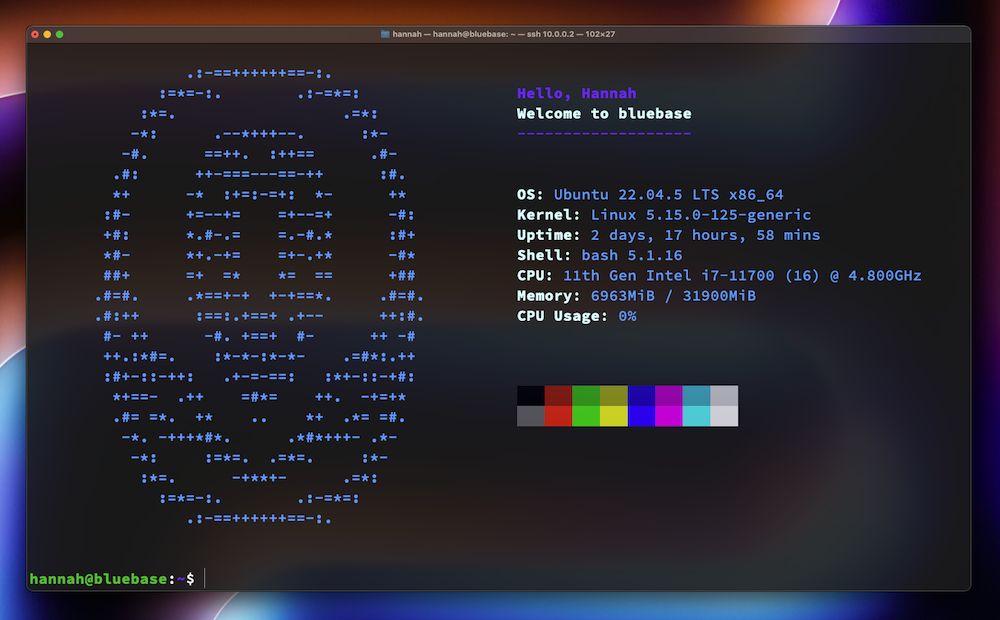 hannah — hannah@bluebase: ~ — ssh 10.0.0.2 — 102×27
Hello, Hannah
Welcome to bluebase
-------------------
OS: Ubuntu 22.04.5 LTS x86_64
Kernel: Linux 5.15.0-125-generic
Uptime: 2 days, 17 hours, 58 mins
Shell: bash 5.1.16
CPU: 11th Gen Intel i7-11700 (16) @ 4.800GHz
Memory: 6963MiB / 31900MiB
CPU Usage: 0%
hannah@bluebase:~$